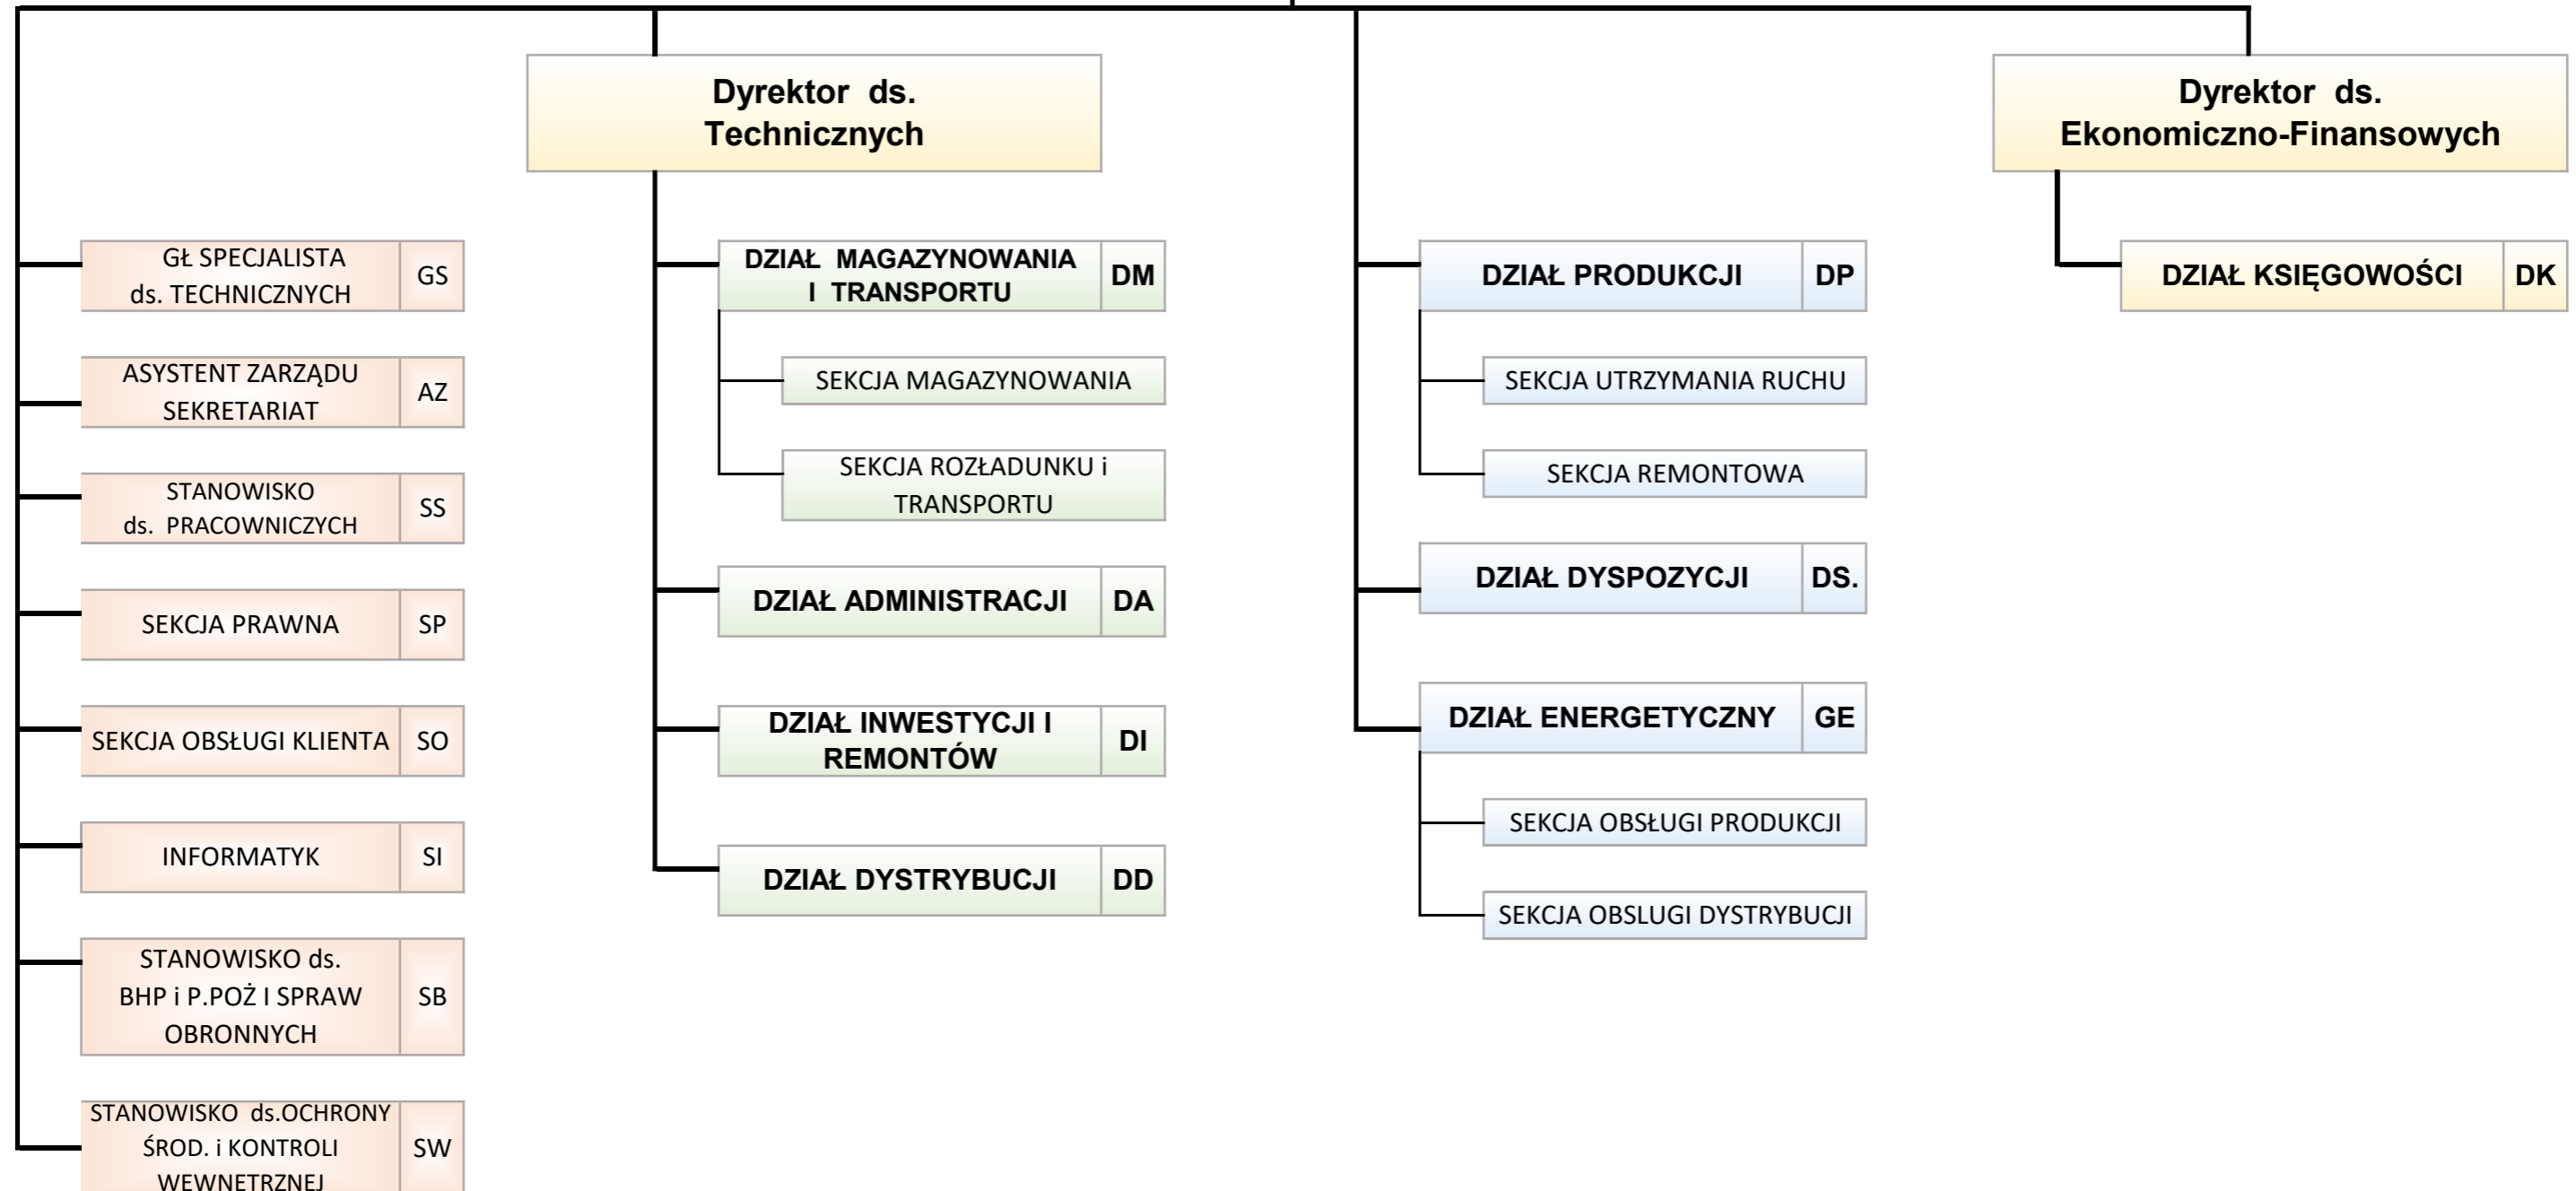 Dyrektor ds.
Technicznych
Dyrektor ds.
Ekonomiczno-Finansowych
GŁ SPECJALISTA
ds. TECHNICZNYCH
GS
ASYSTENT ZARZĄDU
SEKRETARIAT
AZ
STANOWISKO
ds. PRACOWNICZYCH
SS
SEKCJA PRAWNA
SP
SEKCJA OBSŁUGI KLIENTA
SO
INFORMATYK
SI
STANOWISKO ds.
BHP i P.POŻ I SPRAW
OBRONNYCH
SB
STANOWISKO ds.OCHRONY
ŚROD. i KONTROLI
WEWNETRZNEJ
SW
DZIAŁ MAGAZYNOWANIA
I TRANSPORTU
DM
SEKCJA MAGAZYNOWANIA
SEKCJA ROZŁADUNKU i
TRANSPORTU
DZIAŁ ADMINISTRACJI
DA
DZIAŁ INWESTYCJI I
REMONTÓW
DI
DZIAŁ DYSTRYBUCJI
DD
DZIAŁ PRODUKCJI
DP
SEKCJA UTRZYMANIA RUCHU
SEKCJA REMONTOWA
DZIAŁ DYSPOZYCJI
DS.
DZIAŁ ENERGETYCZNY
GE
SEKCJA OBSŁUGI PRODUKCJI
SEKCJA OBSLUGI DYSTRYBUCJI
DZIAŁ KSIĘGOWOŚCI
DK